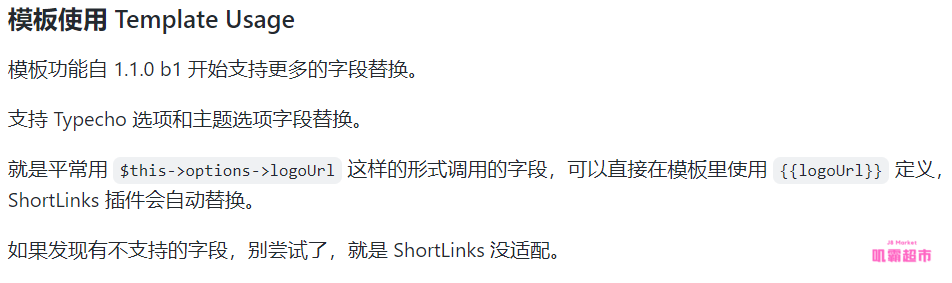 模板使用 Template Usage
模板功能自 1.1.0 b1 开始支持更多的字段替换。
支持 Typecho 选项和主题选项字段替换。
就是平常用 $this->options->logoUrl 这样的形式调用的字段，可以直接在模板里使用 {{logoUrl}} 定义，
ShortLinks 插件会自动替换。
如果发现有不支持的字段，别尝试了，就是 ShortLinks 没适配。
J8 Market
叽霸超市